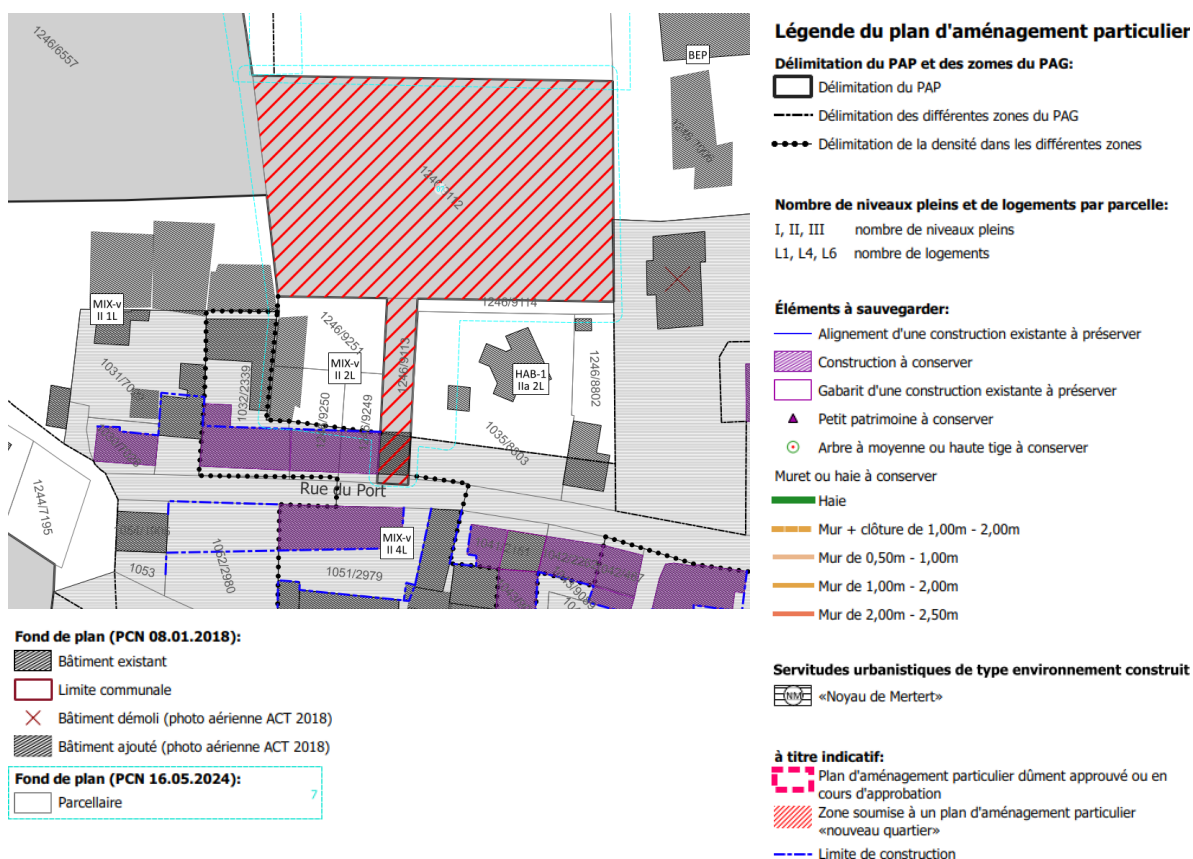 1246/6557
BEP
1246/9114
MIX-v
II 1L
1246/9251
MIX-v
II 2L
1246/9113
HAB-1
IIa 2L
1246/8802
1032/2339
1035/8803
Rue du Port
1244/7195
MIX-v
II 4L
1053
1052/2980
1051/2979
Légende du plan d'aménagement particulier
Délimitation du PAP et des zomes du PAG:
Délimitation du PAP
Délimitation des différentes zones du PAG
Délimitation de la densité dans les différentes zones
Nombre de niveaux pleins et de logements par parcelle:
I, II, III nombre de niveaux pleins
L1, L4, L6 nombre de logements
Éléments à sauvegarder:
Alignement d'une construction existante à préserver
Construction à conserver
Gabarit d'une construction existante à préserver
Petit patrimoine à conserver
Arbre à moyenne ou haute tige à conserver
Muret ou haie à conserver
Haie
Mur + clôture de 1,00m - 2,00m
Mur de 0,50m - 1,00m
Mur de 1,00m - 2,00m
Mur de 2,00m - 2,50m
Servitudes urbanistiques de type environnement construit
NM «Noyau de Mertert»
à titre indicatif:
Plan d'aménagement particulier dûment approuvé ou en
cours d'approbation
Zone soumise à un plan d'aménagement particulier
«nouveau quartier»
Limite de construction
Fond de plan (PCN 08.01.2018):
Bâtiment existant
Limite communale
Bâtiment démoli (photo aérienne ACT 2018)
Bâtiment ajouté (photo aérienne ACT 2018)
Fond de plan (PCN 16.05.2024):
Parcellaire
7